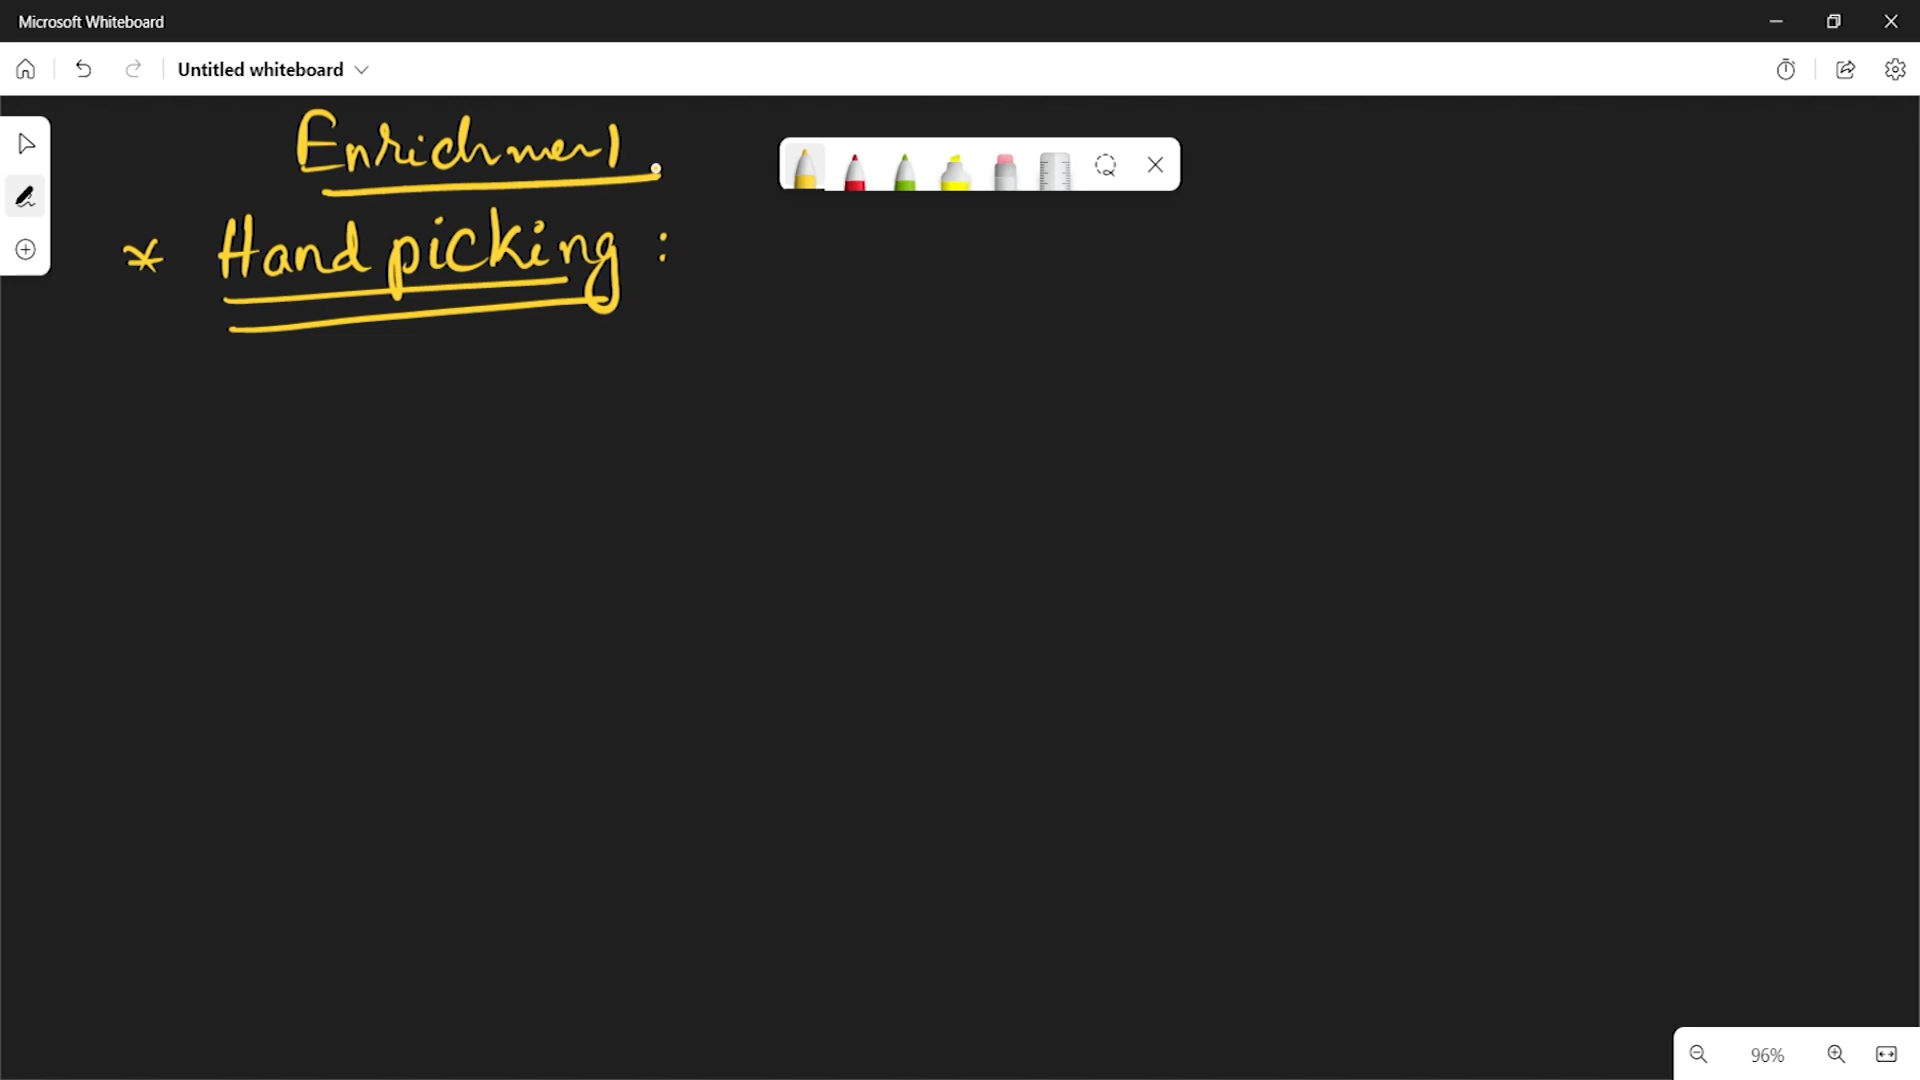 Microsoft Whiteboard
Untitled whiteboard
Enrichment
* Hand picking :
96%